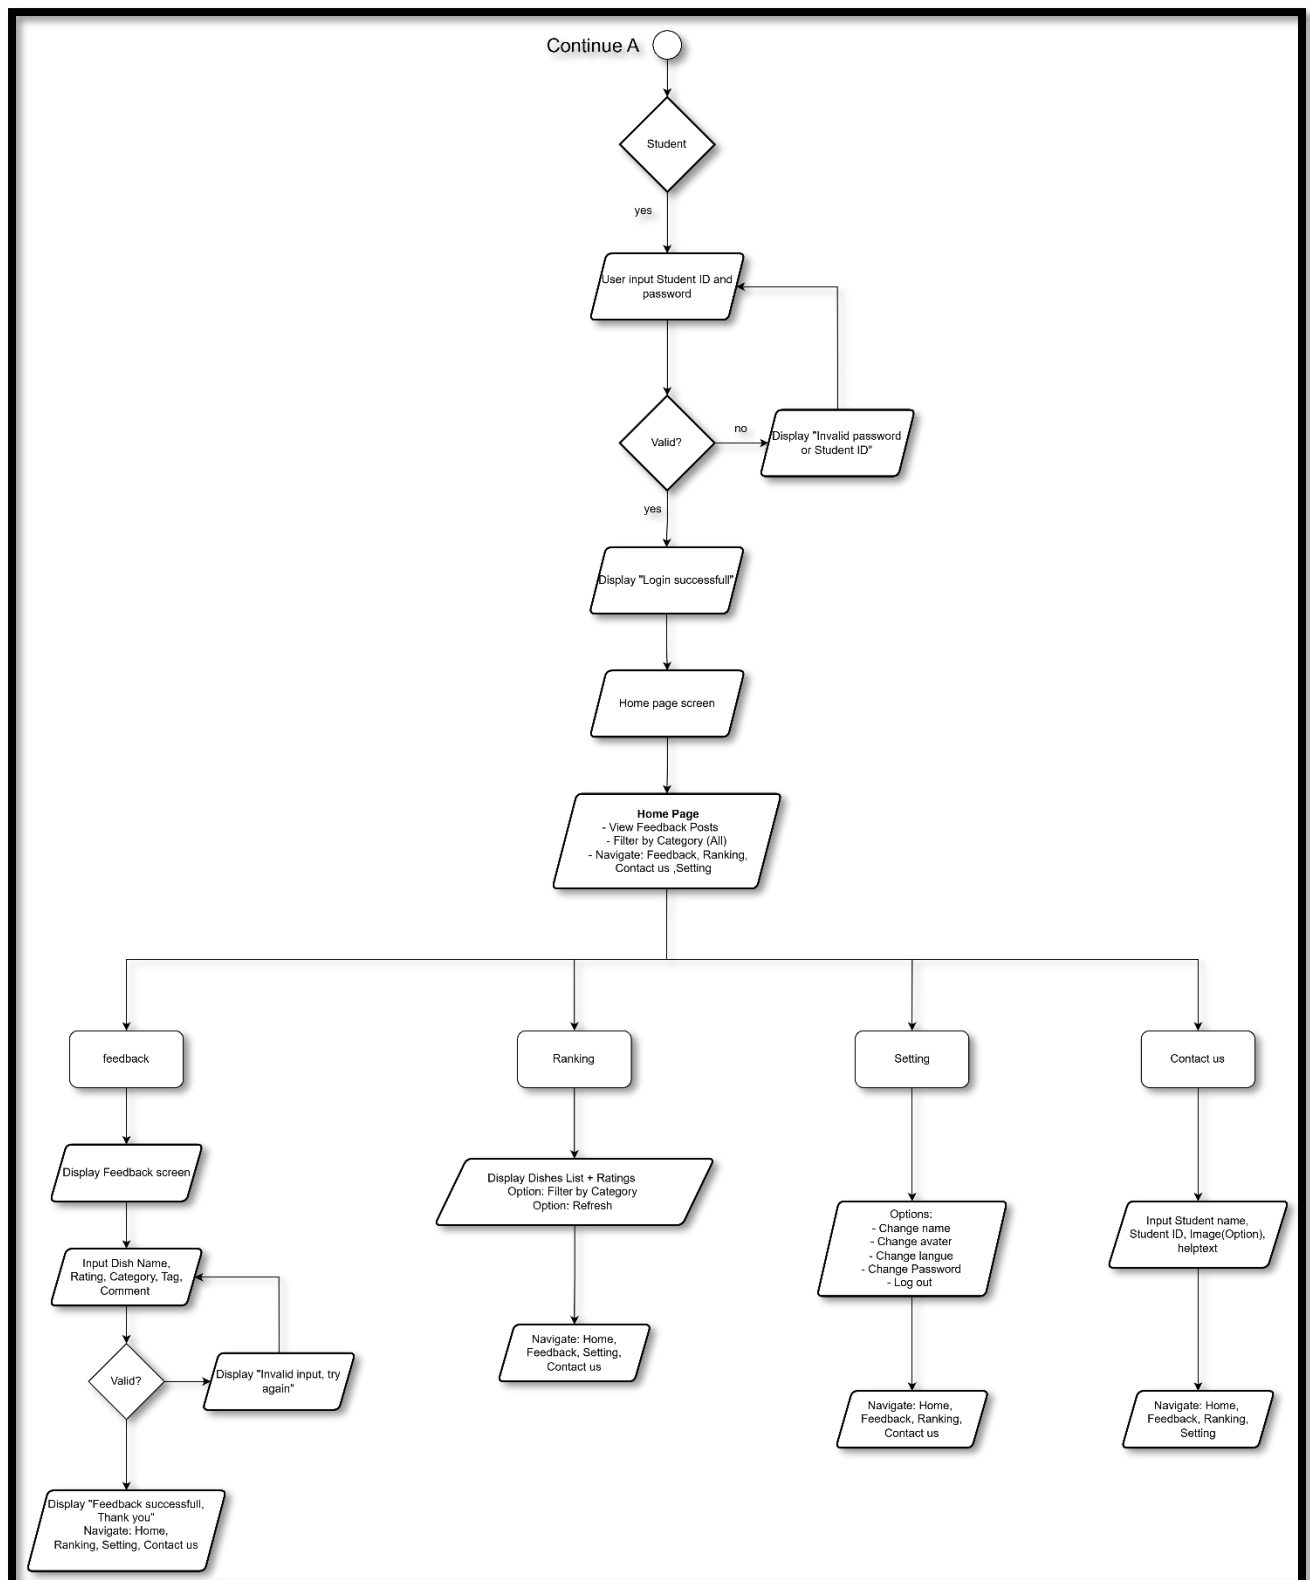 Continue A
Student
yes
User input Student ID and
password
Valid?
no
Display "Invalid password
or Student ID"
yes
Display "Login successfull"
Home page screen
Home Page
- View Feedback Posts
- Filter by Category (All)
- Navigate: Feedback, Ranking,
Contact us ,Setting
feedback
Ranking
Setting
Contact us
Display Feedback screen
Input Dish Name,
Rating, Category, Tag,
Comment
Valid?
Display "Invalid input, try
again"
Display "Feedback successfull,
Thank you"
Navigate: Home,
Ranking, Setting, Contact us
Display Dishes List + Ratings
Option: Filter by Category
Option: Refresh
Navigate: Home,
Feedback, Setting,
Contact us
Options:
- Change name
- Change avater
- Change langue
- Change Password
- Log out
Navigate: Home,
Feedback, Ranking,
Contact us
Input Student name,
Student ID, Image(Option),
helptext
Navigate: Home,
Feedback, Ranking,
Setting